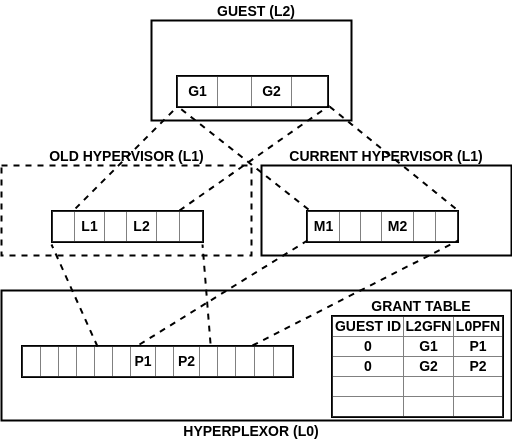 GUEST (L2)
G1 G2
OLD HYPERVISOR (L1)
CURRENT HYPERVISOR (L1)
L1 L2
M1 M2
GRANT TABLE
GUEST ID L2GFN L0PFN
0 G1 P1
0 G2 P2
P1 P2
HYPERPLEXOR (L0)